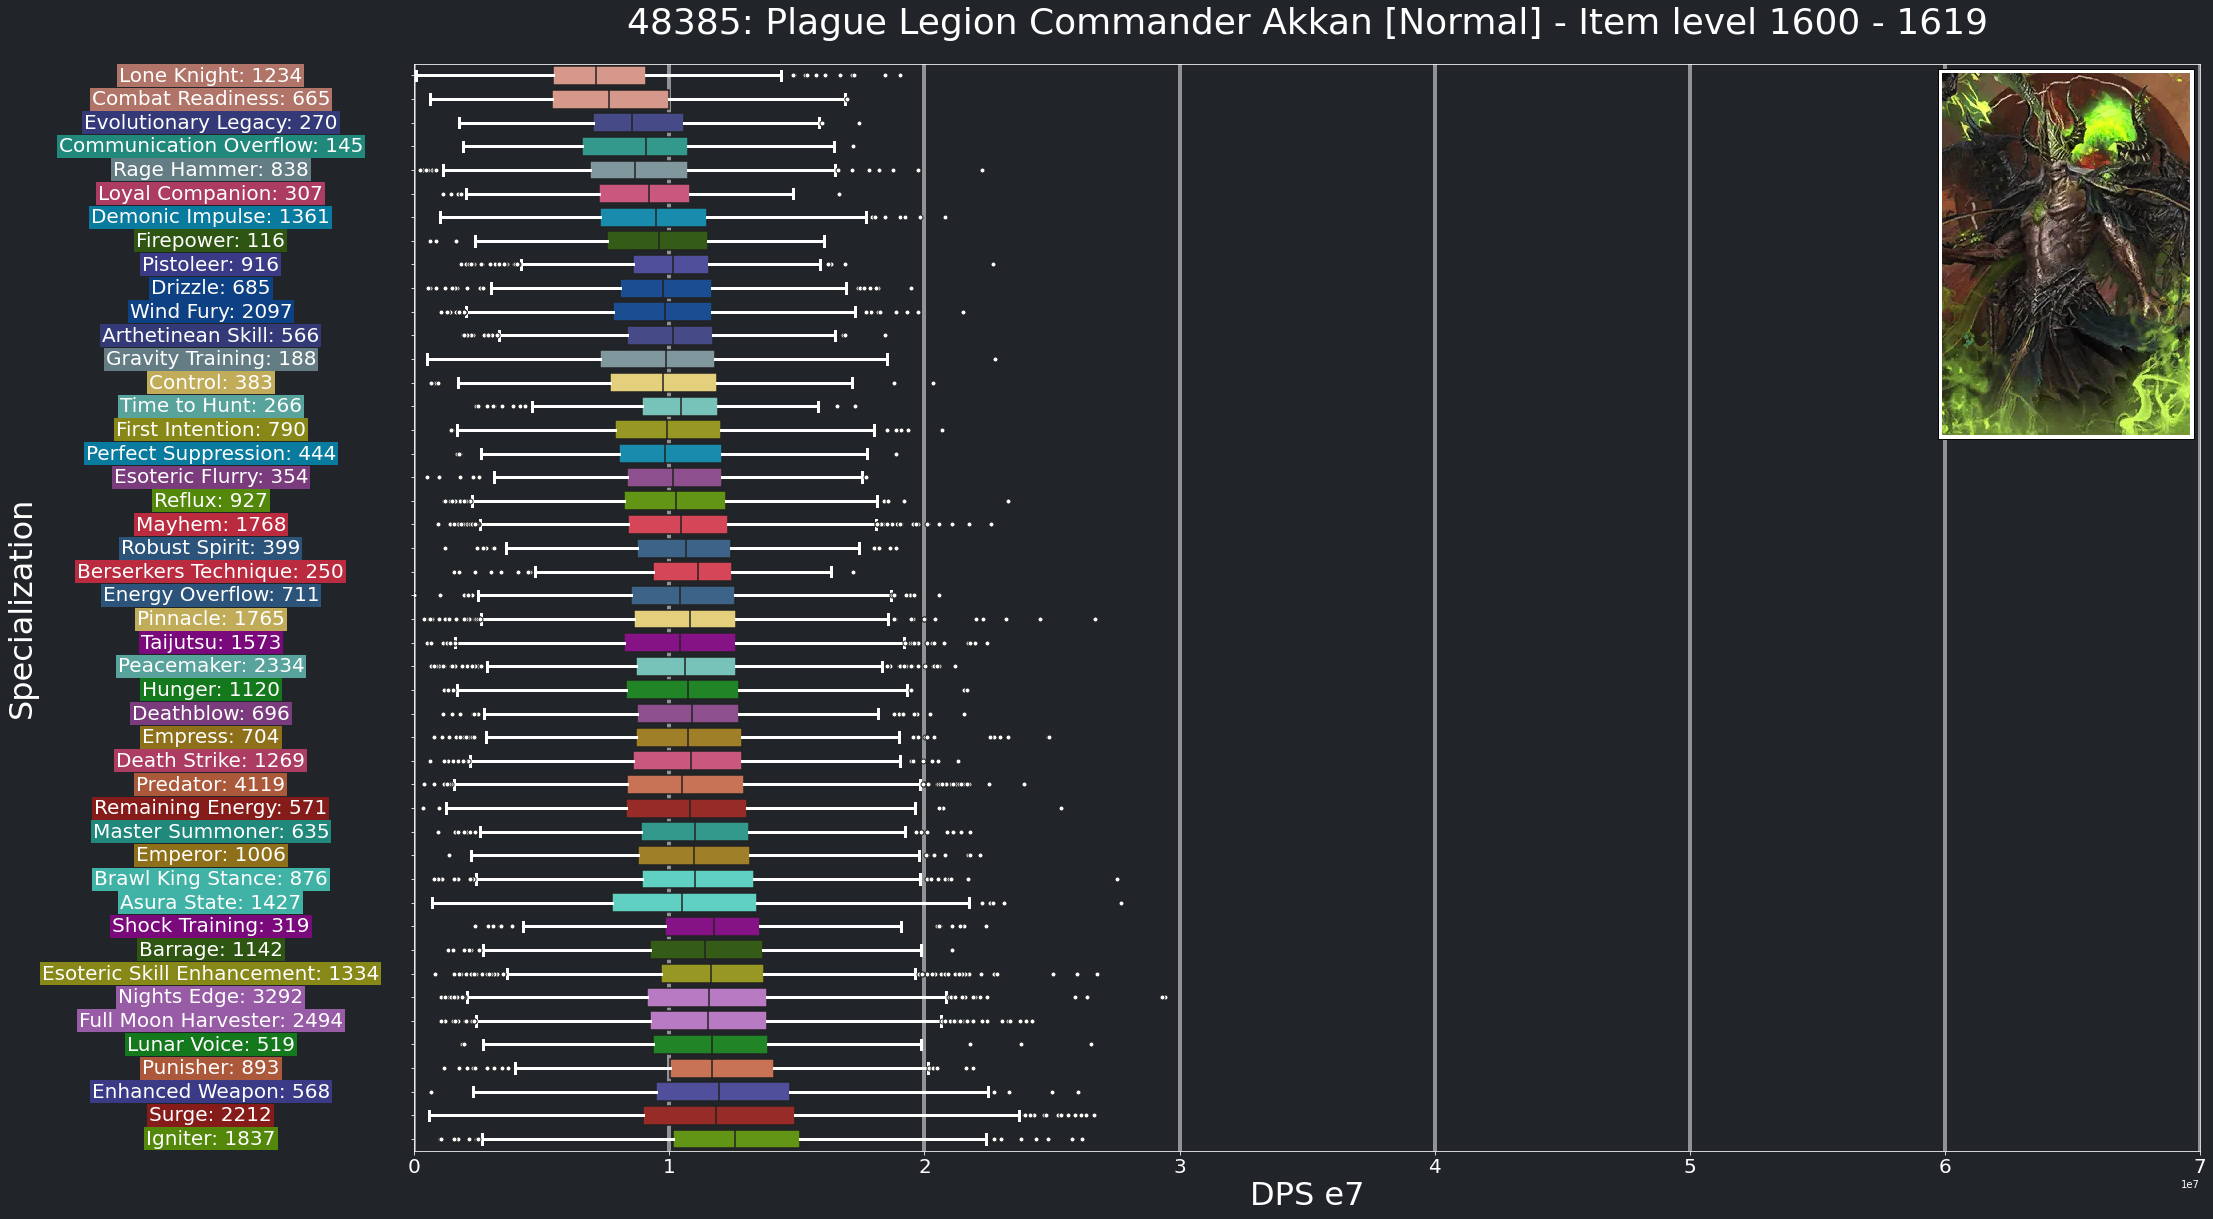 48385: Plague Legion Commander Akkan [Normal] - Item level 1600 - 1619
Lone Knight: 1234
Combat Readiness: 665
Evolutionary Legacy: 270
Communication Overflow: 145
Rage Hammer: 838
Loyal Companion: 307
Demonic Impulse: 1361
Firepower: 116
Pistoleer: 916
Drizzle: 685
Wind Fury: 2097
Arthetinean Skill: 566
Gravity Training: 188
Control: 383
Time to Hunt: 266
First Intention: 790
Perfect Suppression: 444
Esoteric Flurry: 354
Reflux: 927
Mayhem: 1768
Robust Spirit: 399
Berserkers Technique: 250
Energy Overflow: 711
Pinnacle: 1765
Taijutsu: 1573
Peacemaker: 2334
Hunger: 1120
Deathblow: 696
Empress: 704
Death Strike: 1269
Predator: 4119
Remaining Energy: 571
Master Summoner: 635
Emperor: 1006
Brawl King Stance: 876
Asura State: 1427
Shock Training: 319
Barrage: 1142
Esoteric Skill Enhancement: 1334
Nights Edge: 3292
Full Moon Harvester: 2494
Lunar Voice: 519
Punisher: 893
Enhanced Weapon: 568
Surge: 2212
Igniter: 1837
Specialization
0 1 2 3 4 5 6 7
1e7
DPS e7